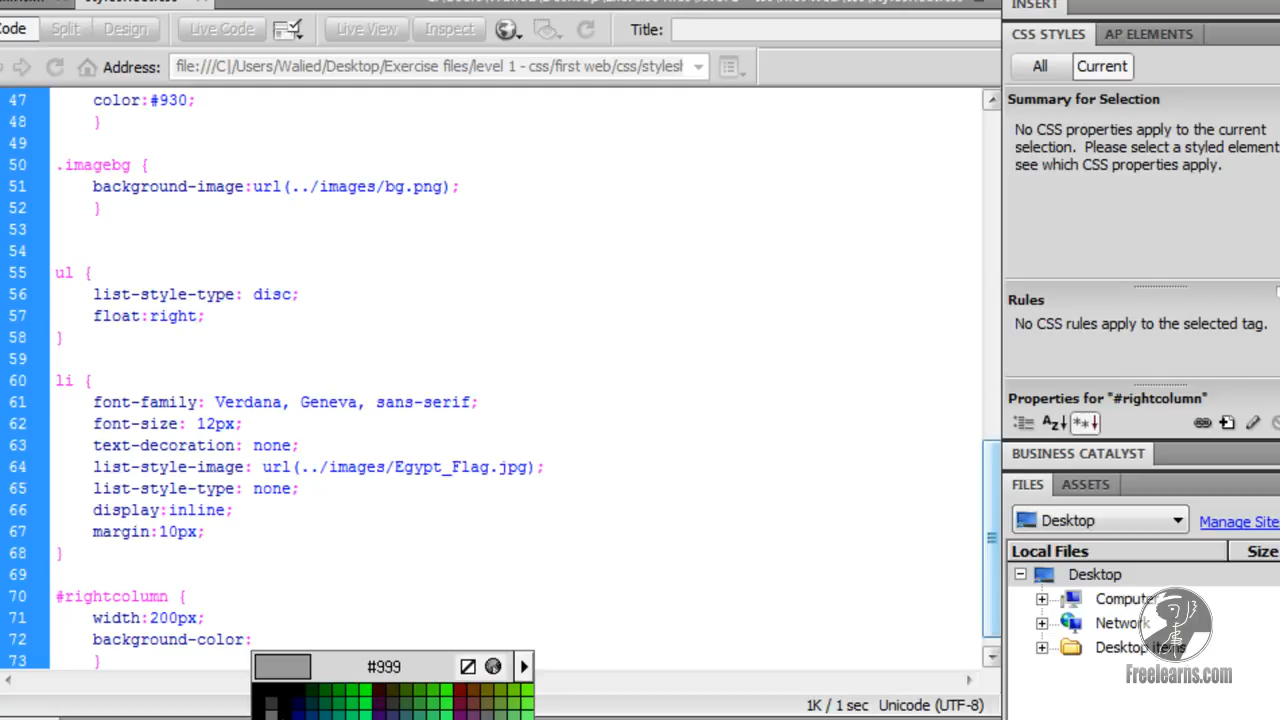 INSERT
Code Split Design Live Code Live View Inspect Title:
CSS STYLES AP ELEMENTS
Address: file:///C|/Users/Walied/Desktop/Exercise files/level 1 - css/first web/css/stylesh
All Current
Summary for Selection
No CSS properties apply to the current
selection. Please select a styled element
see which CSS properties apply.
47 color:#930;
48 }
49
50 .imagebg {
51 background-image:url(../images/bg.png);
52 }
53
54
55 ul {
56 list-style-type: disc;
57 float:right;
58 }
59
60 li {
61 font-family: Verdana, Geneva, sans-serif;
62 font-size: 12px;
63 text-decoration: none;
64 list-style-image: url(../images/Egypt_Flag.jpg);
65 list-style-type: none;
66 display:inline;
67 margin:10px;
68 }
69
70 #rightcolumn {
71 width:200px;
72 background-color:
73 }
#999
Rules
No CSS rules apply to the selected tag.
Properties for "#rightcolumn"
BUSINESS CATALYST
FILES ASSETS
Desktop Manage Site
Local Files Size
Desktop
Compute
Network
Desktop items
Freelearns.com
1K / 1 sec Unicode (UTF-8)